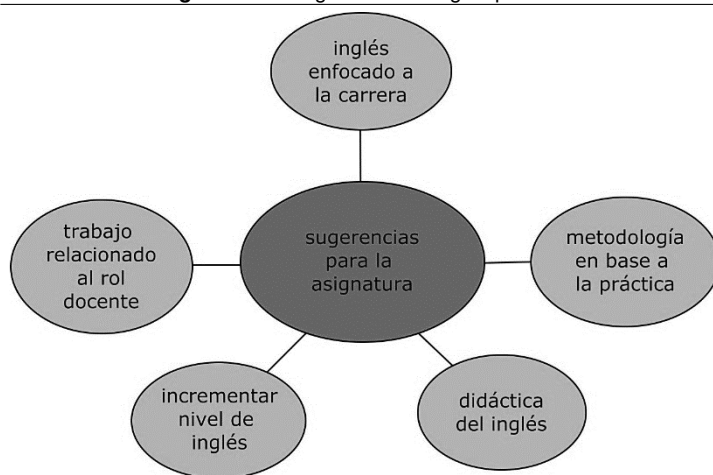 inglés
enfocado a
la carrera
trabajo
relacionado
al rol
docente
sugerencias
para la
asignatura
metodología
en base a
la práctica
incrementar
nivel de
inglés
didáctica
del inglés